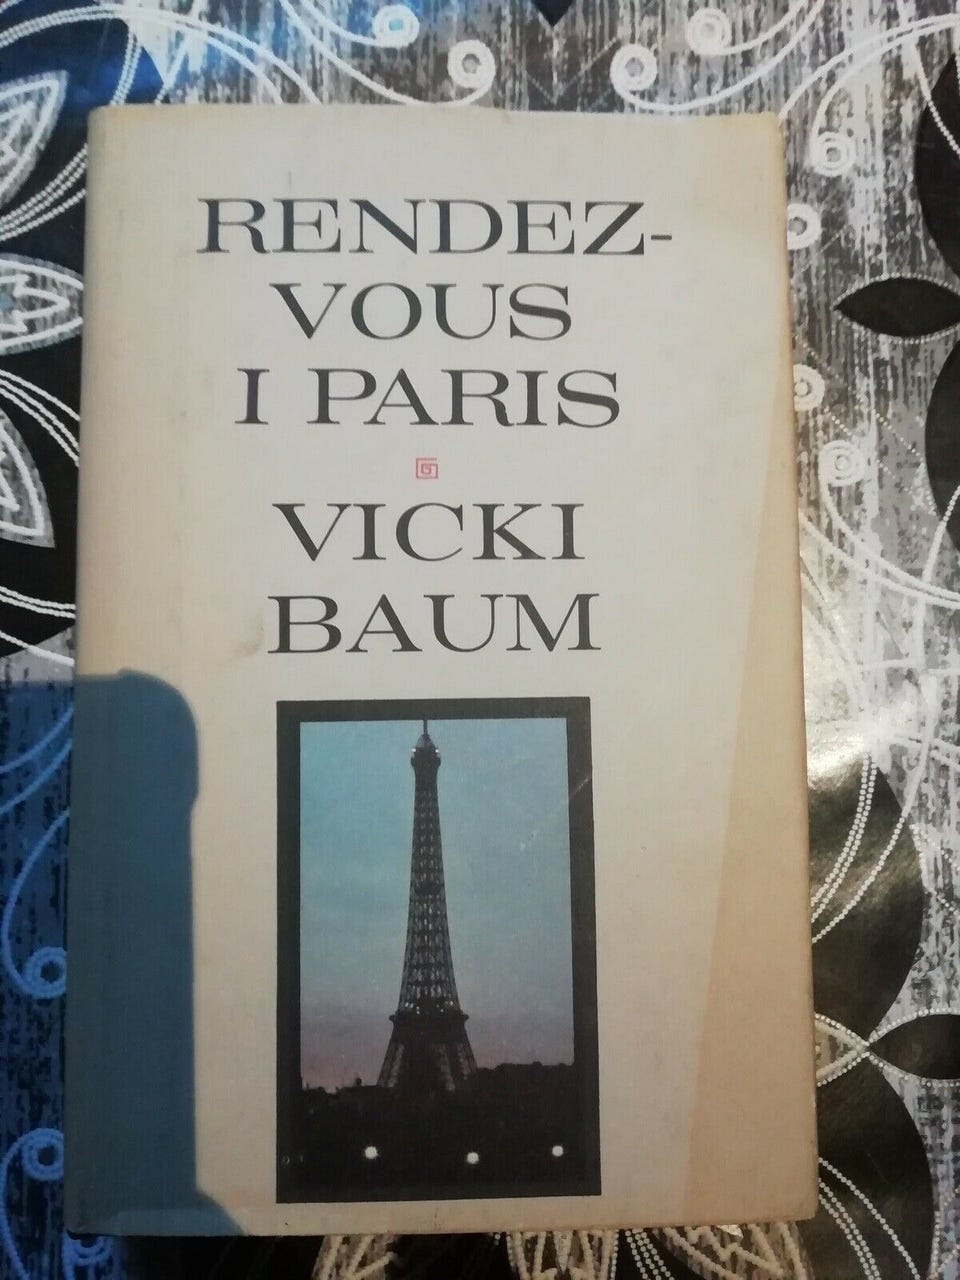 RENDEZ-
VOUS
I PARIS
VICKI
BAUM